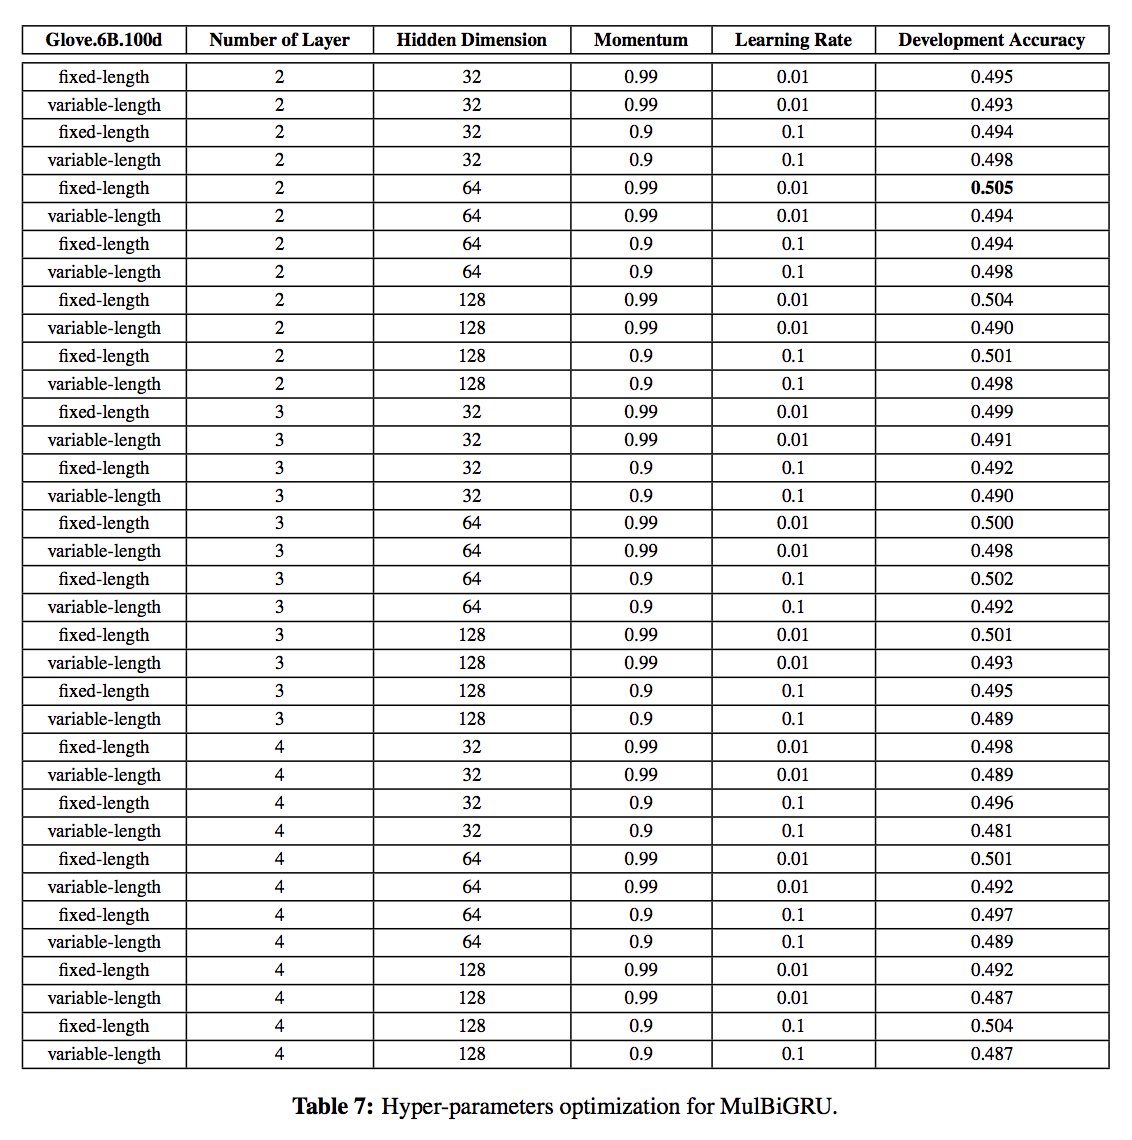 Glove.6B.100d Number of Layer Hidden Dimension Momentum Learning Rate Development Accuracy
fixed-length 2 32 0.99 0.01 0.495
variable-length 2 32 0.99 0.01 0.493
fixed-length 2 32 0.9 0.1 0.494
variable-length 2 32 0.9 0.1 0.498
fixed-length 2 64 0.99 0.01 0.505
variable-length 2 64 0.99 0.01 0.494
fixed-length 2 64 0.9 0.1 0.494
variable-length 2 64 0.9 0.1 0.498
fixed-length 2 128 0.99 0.01 0.504
variable-length 2 128 0.99 0.01 0.490
fixed-length 2 128 0.9 0.1 0.501
variable-length 2 128 0.9 0.1 0.498
fixed-length 3 32 0.99 0.01 0.499
variable-length 3 32 0.99 0.01 0.491
fixed-length 3 32 0.9 0.1 0.492
variable-length 3 32 0.9 0.1 0.490
fixed-length 3 64 0.99 0.01 0.500
variable-length 3 64 0.99 0.01 0.498
fixed-length 3 64 0.9 0.1 0.502
variable-length 3 64 0.9 0.1 0.492
fixed-length 3 128 0.99 0.01 0.501
variable-length 3 128 0.99 0.01 0.493
fixed-length 3 128 0.9 0.1 0.495
variable-length 3 128 0.9 0.1 0.489
fixed-length 4 32 0.99 0.01 0.498
variable-length 4 32 0.99 0.01 0.489
fixed-length 4 32 0.9 0.1 0.496
variable-length 4 32 0.9 0.1 0.481
fixed-length 4 64 0.99 0.01 0.501
variable-length 4 64 0.99 0.01 0.492
fixed-length 4 64 0.9 0.1 0.497
variable-length 4 64 0.9 0.1 0.489
fixed-length 4 128 0.99 0.01 0.492
variable-length 4 128 0.99 0.01 0.487
fixed-length 4 128 0.9 0.1 0.504
variable-length 4 128 0.9 0.1 0.487
Table 7: Hyper-parameters optimization for MulBiGRU.